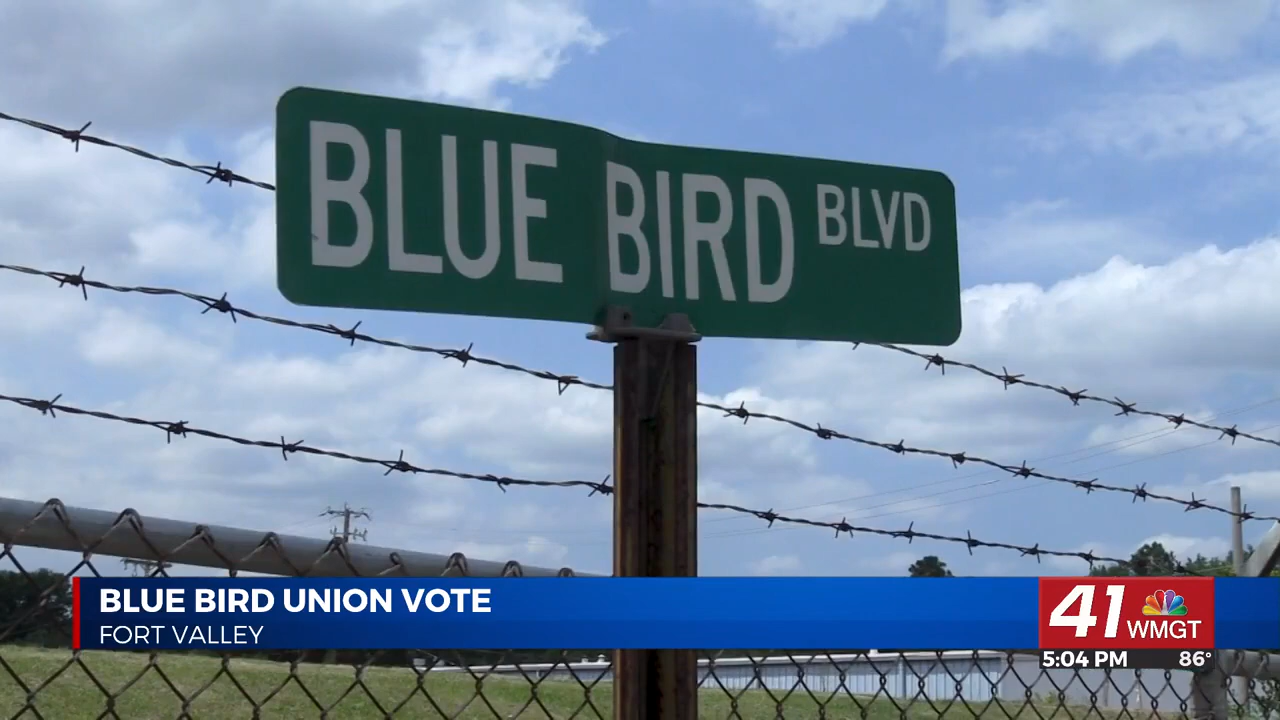 BLUE BIRD BLVD
BLUE BIRD UNION VOTE
FORT VALLEY
41
WMGT
5:04 PM 86°